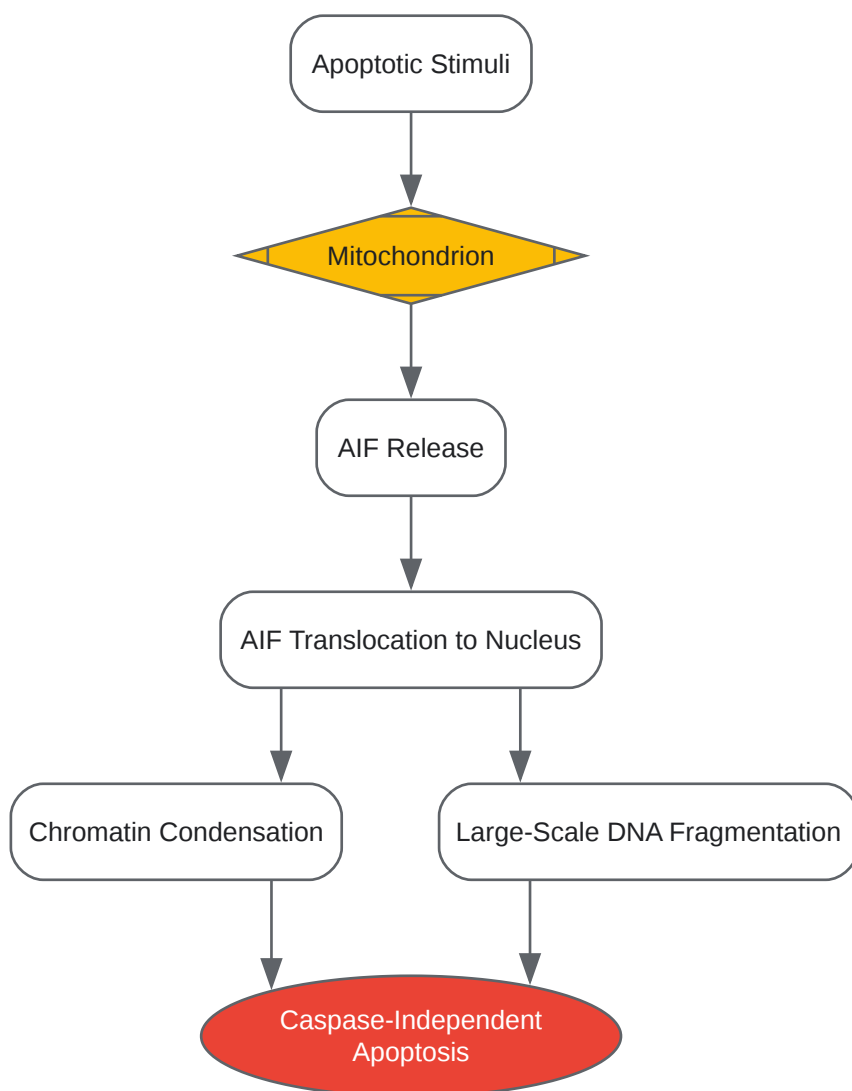 Apoptotic Stimuli
Mitochondrion
AIF Release
AIF Translocation to Nucleus
Chromatin Condensation
Large-Scale DNA Fragmentation
Caspase-Independent
Apoptosis